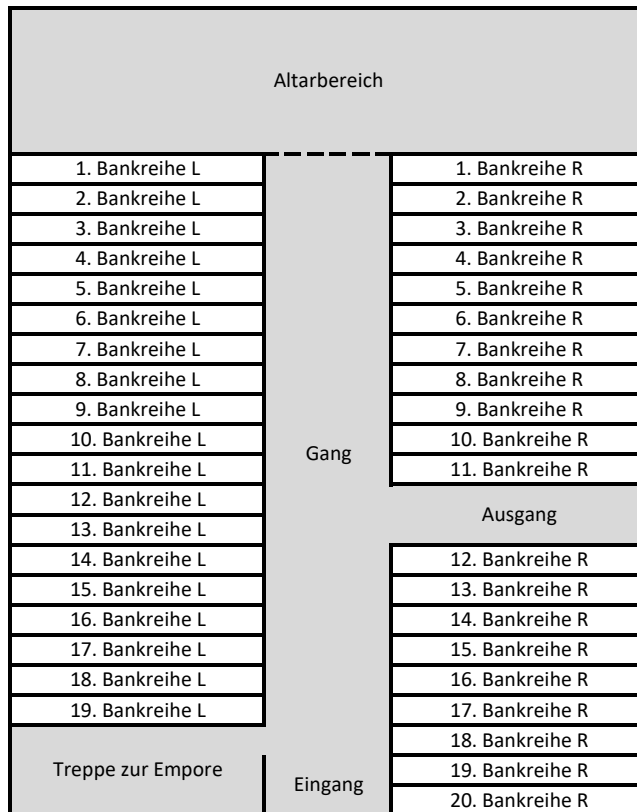 Altarbereich
1. Bankreihe L
1. Bankreihe R
2. Bankreihe L
2. Bankreihe R
3. Bankreihe L
3. Bankreihe R
4. Bankreihe L
4. Bankreihe R
5. Bankreihe L
5. Bankreihe R
6. Bankreihe L
6. Bankreihe R
7. Bankreihe L
7. Bankreihe R
8. Bankreihe L
8. Bankreihe R
9. Bankreihe L
9. Bankreihe R
10. Bankreihe L
10. Bankreihe R
Gang
11. Bankreihe L
11. Bankreihe R
12. Bankreihe L
Ausgang
13. Bankreihe L
14. Bankreihe L
12. Bankreihe R
15. Bankreihe L
13. Bankreihe R
16. Bankreihe L
14. Bankreihe R
17. Bankreihe L
15. Bankreihe R
18. Bankreihe L
16. Bankreihe R
19. Bankreihe L
17. Bankreihe R
18. Bankreihe R
Treppe zur Empore
19. Bankreihe R
Eingang
20. Bankreihe R